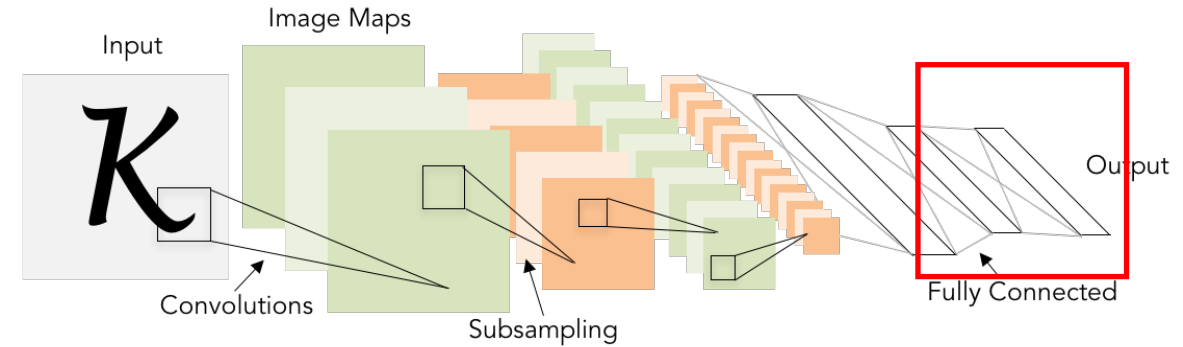 Image Maps
Input
K
Output
Convolutions
Fully Connected
Subsampling